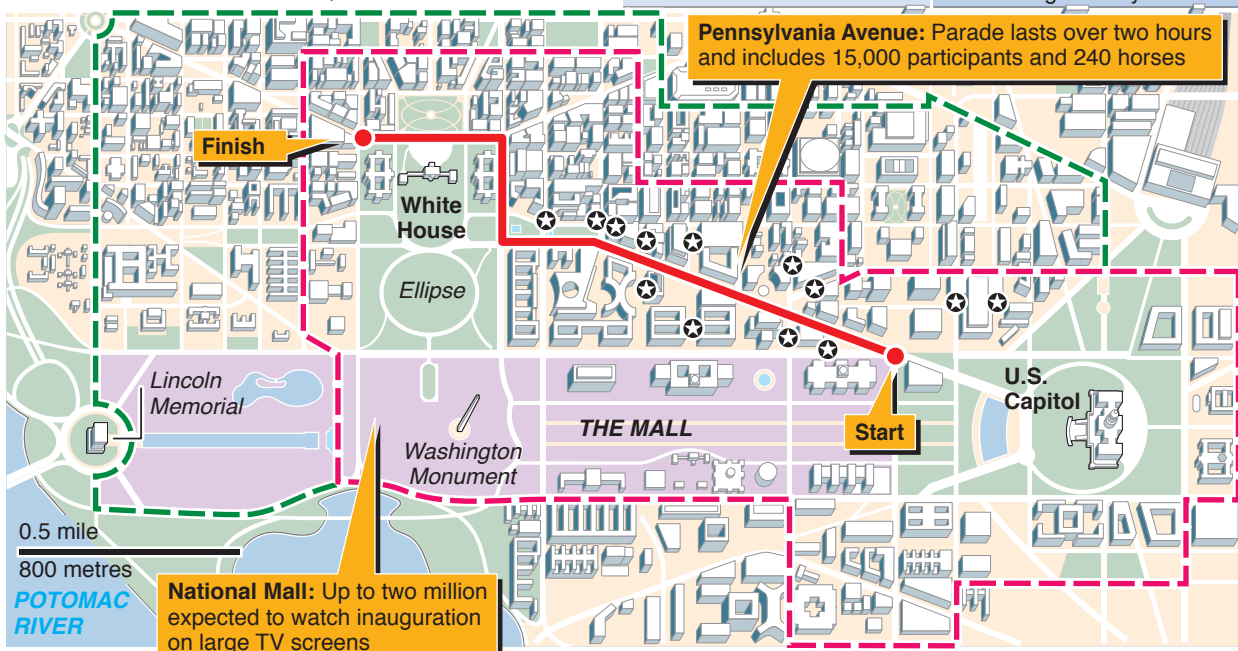 Pennsylvania Avenue: Parade lasts over two hours
and includes 15,000 participants and 240 horses
Finish
White
House
Ellipse
Lincoln
Memorial
U.S.
Capitol
THE MALL
Start
Washington
Monument
0.5 mile
800 metres
POTOMAC
RIVER
National Mall: Up to two million
expected to watch inauguration
on large TV screens